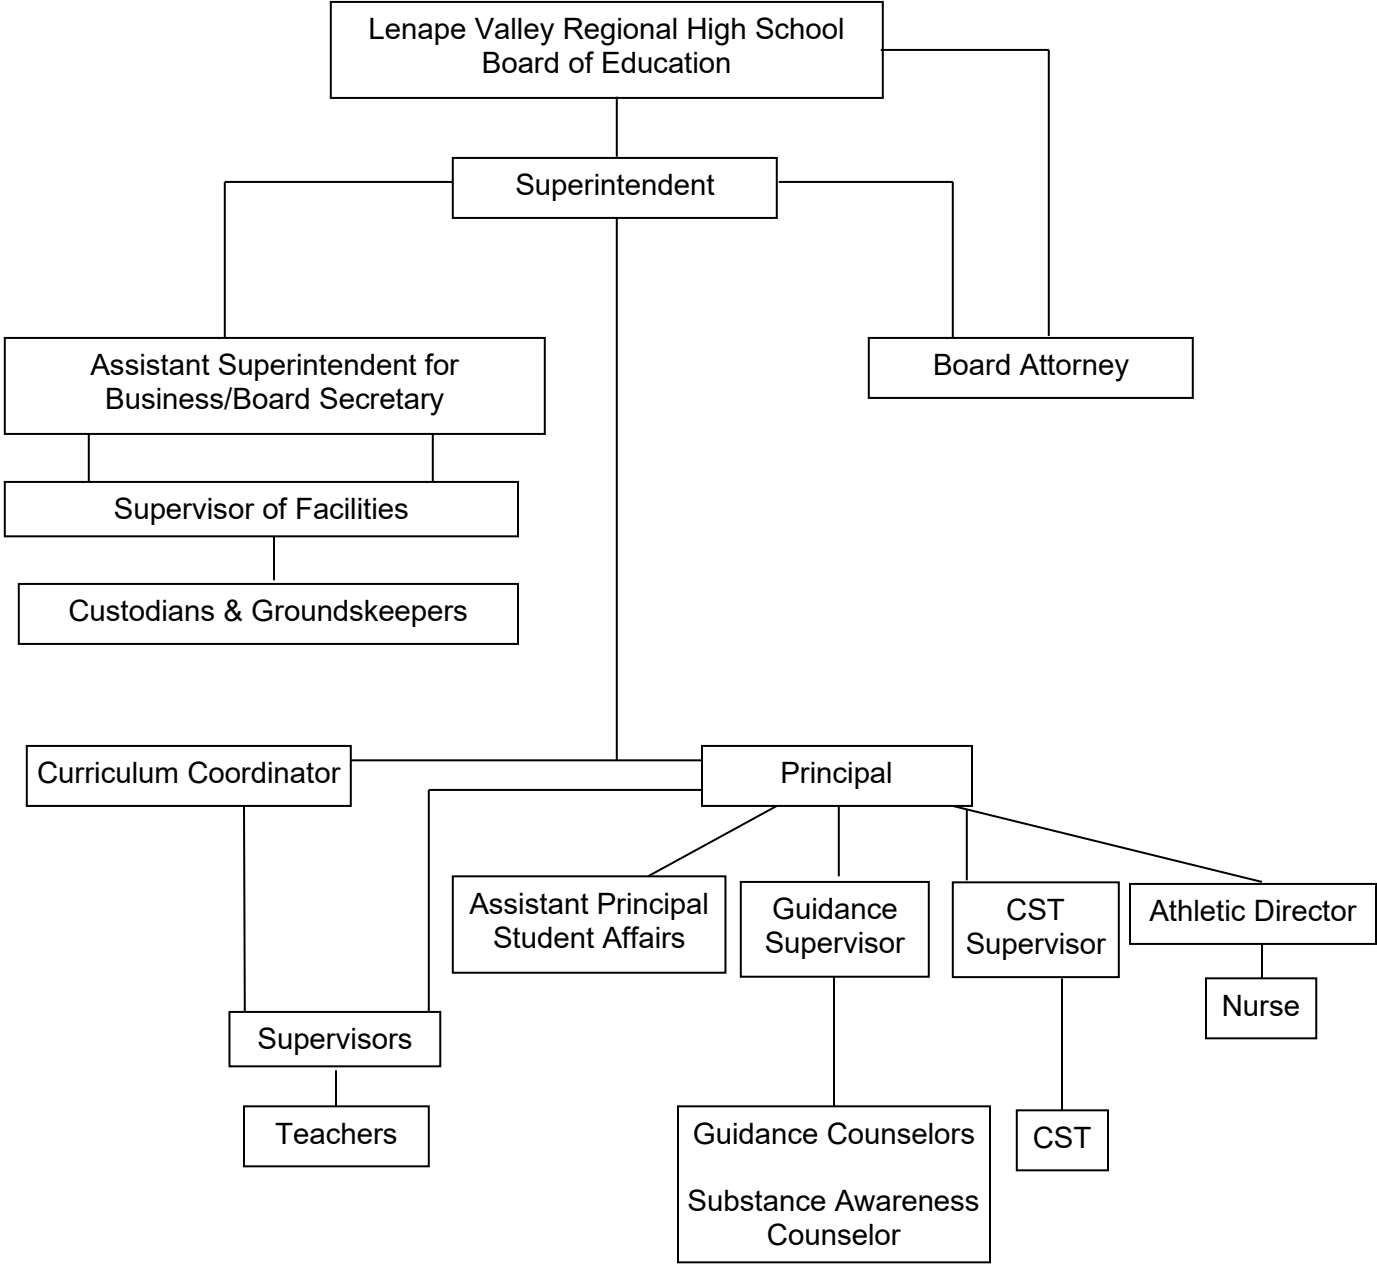 Lenape Valley Regional High School
Board of Education
Superintendent
Assistant Superintendent for
Business/Board Secretary
Board Attorney
Supervisor of Facilities
Custodians & Groundskeepers
Curriculum Coordinator
Principal
Assistant Principal
Student Affairs
Guidance
Supervisor
CST
Supervisor
Athletic Director
Nurse
Supervisors
Teachers
Guidance Counselors
Substance Awareness
Counselor
CST